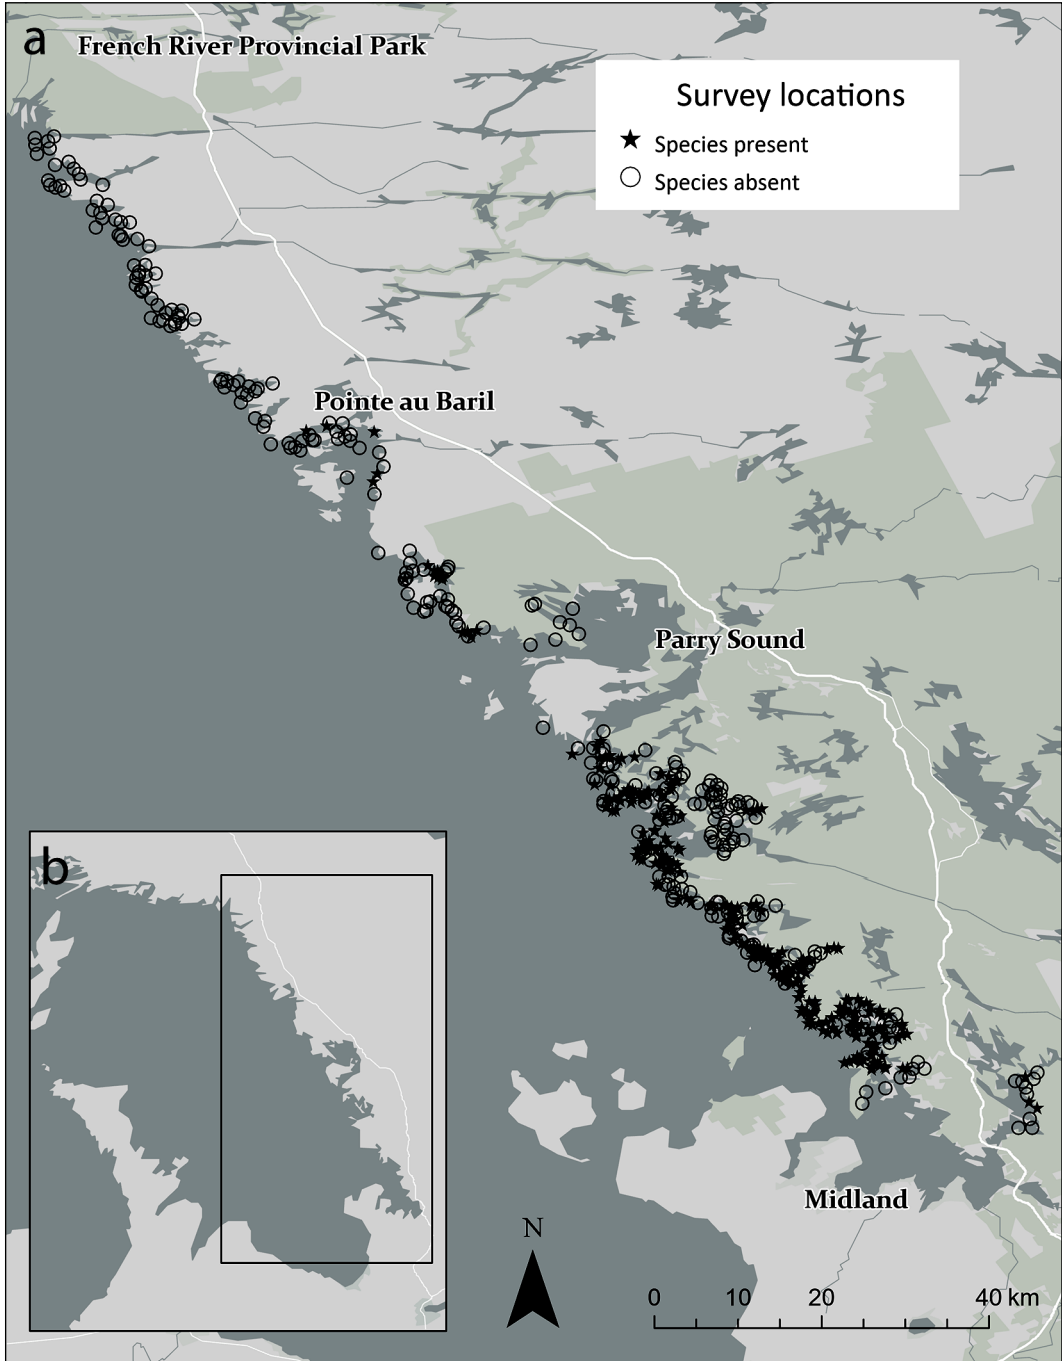 a
French River Provincial Park
Survey locations
Species present
Species absent
Pointe au Baril
Parry Sound
b
Midland
N
0 10 20 40 km